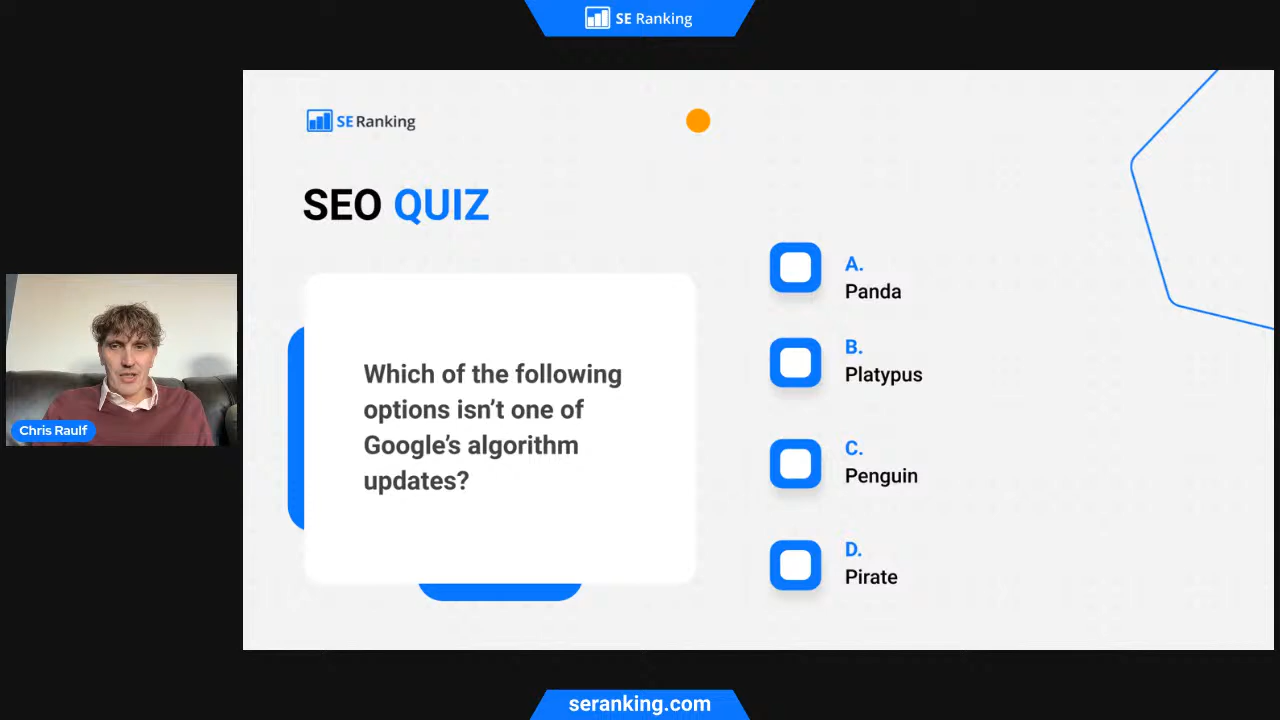 SE Ranking
SE Ranking
SEO QUIZ
Which of the following
options isn’t one of
Google’s algorithm
updates?
A.
Panda
B.
Platypus
C.
Penguin
D.
Pirate
Chris Raulf
seranking.com